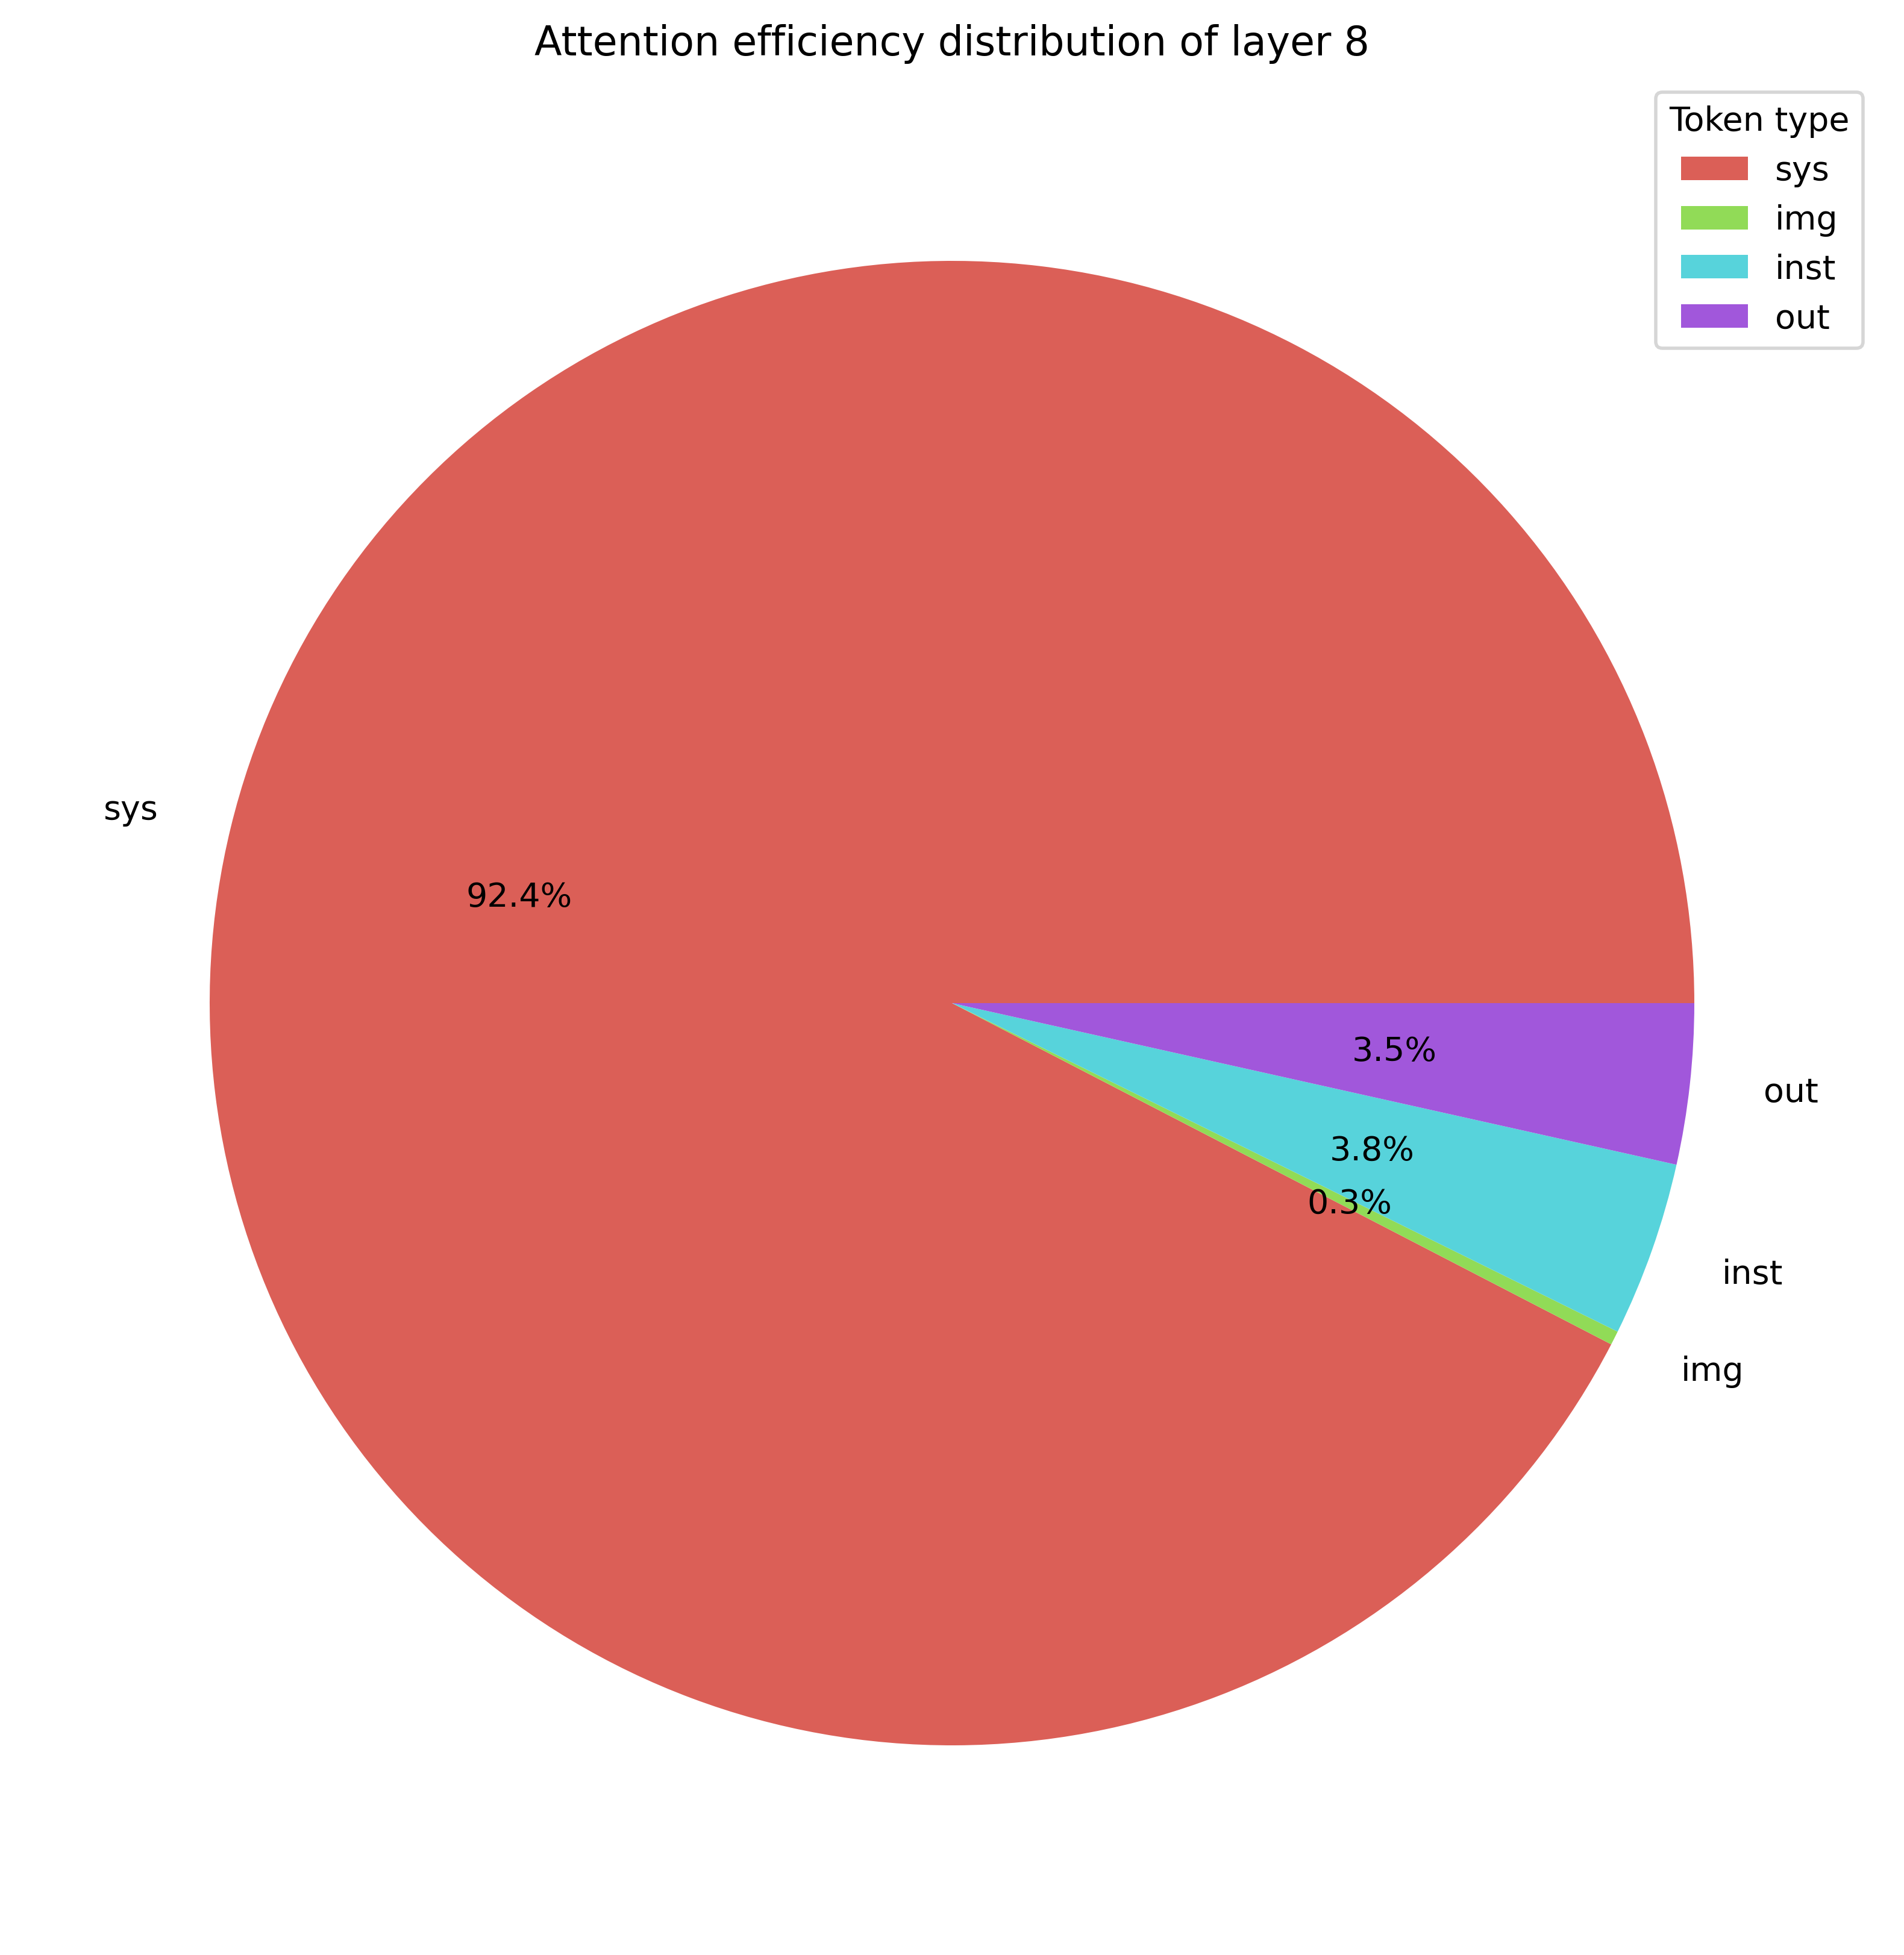 Attention efficiency distribution of layer 8
Token type
sys
img
inst
out
sys
92.4%
3.5%
out
3.8%
0.3%
inst
img